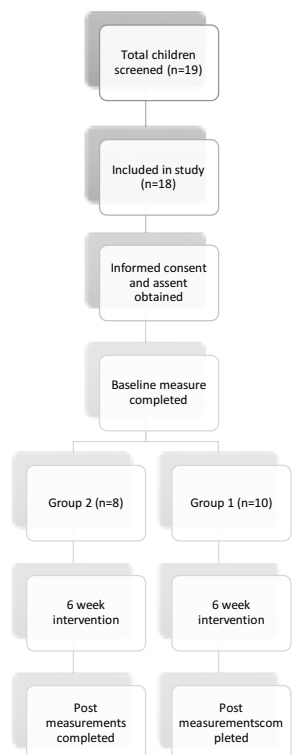 Total children
screened (n=19)
Included in study
(n=18)
Informed consent
and assent
obtained
Baseline measure
completed
Group 2 (n=8)
Group 1 (n=10)
6 week
intervention
6 week
intervention
Post
measurements
completed
Post
measurementscom
pleted